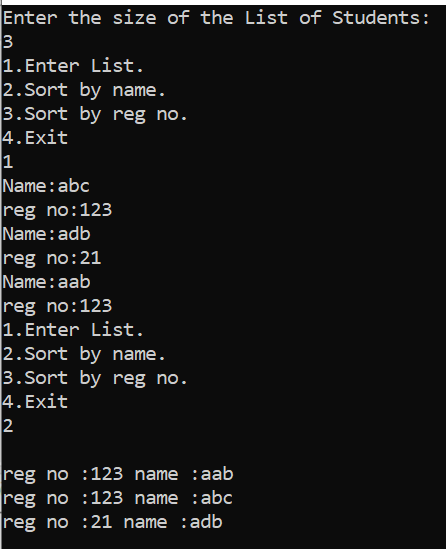 Enter the size of the List of Students:
3
1.Enter List.
2.Sort by name.
3.Sort by reg no.
4.Exit
1
Name:abc
reg no:123
Name:adb
reg no:21
Name:aab
reg no:123
1.Enter List.
2.Sort by name.
3.Sort by reg no.
4.Exit
2
reg no :123 name :aab
reg no :123 name :abc
reg no :21 name :adb